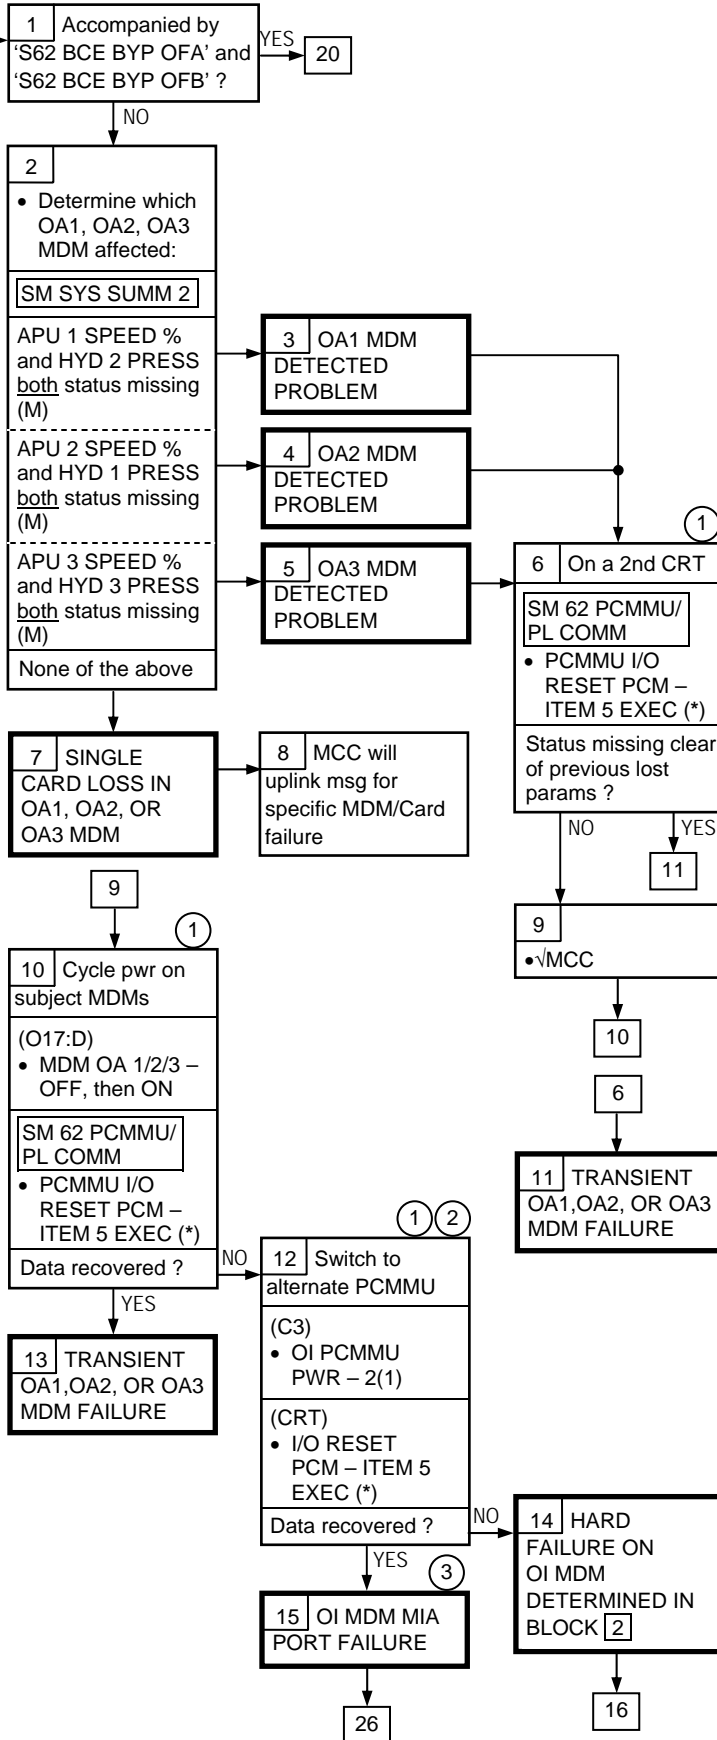 1 Accompanied by
‘S62 BCE BYP OFA’ and
‘S62 BCE BYP OFB’ ?
YES
20
NO
2
• Determine which
OA1, OA2, OA3
MDM affected:
SM SYS SUMM 2
APU 1 SPEED %
and HYD 2 PRESS
both status missing
(M)
APU 2 SPEED %
and HYD 1 PRESS
both status missing
(M)
APU 3 SPEED %
and HYD 3 PRESS
both status missing
(M)
None of the above
3 OA1 MDM
DETECTED
PROBLEM
4 OA2 MDM
DETECTED
PROBLEM
5 OA3 MDM
DETECTED
PROBLEM
1
6 On a 2nd CRT
SM 62 PCMMU/
PL COMM
• PCMMU I/O
RESET PCM –
ITEM 5 EXEC (*)
Status missing clear
of previous lost
params ?
NO
YES
11
7 SINGLE
CARD LOSS IN
OA1, OA2, OR
OA3 MDM
8 MCC will
uplink msg for
specific MDM/Card
failure
9
•√MCC
10
9
1
10 Cycle pwr on
subject MDMs
(O17:D)
• MDM OA 1/2/3 –
OFF, then ON
SM 62 PCMMU/
PL COMM
• PCMMU I/O
RESET PCM –
ITEM 5 EXEC (*)
Data recovered ?
NO
YES
6
11 TRANSIENT
OA1,OA2, OR OA3
MDM FAILURE
1 2
12 Switch to
alternate PCMMU
(C3)
• OI PCMMU
PWR – 2(1)
(CRT)
• I/O RESET
PCM – ITEM 5
EXEC (*)
Data recovered ?
NO
YES
13 TRANSIENT
OA1,OA2, OR OA3
MDM FAILURE
14 HARD
FAILURE ON
OI MDM
DETERMINED IN
BLOCK 2
16
3
15 OI MDM MIA
PORT FAILURE
26